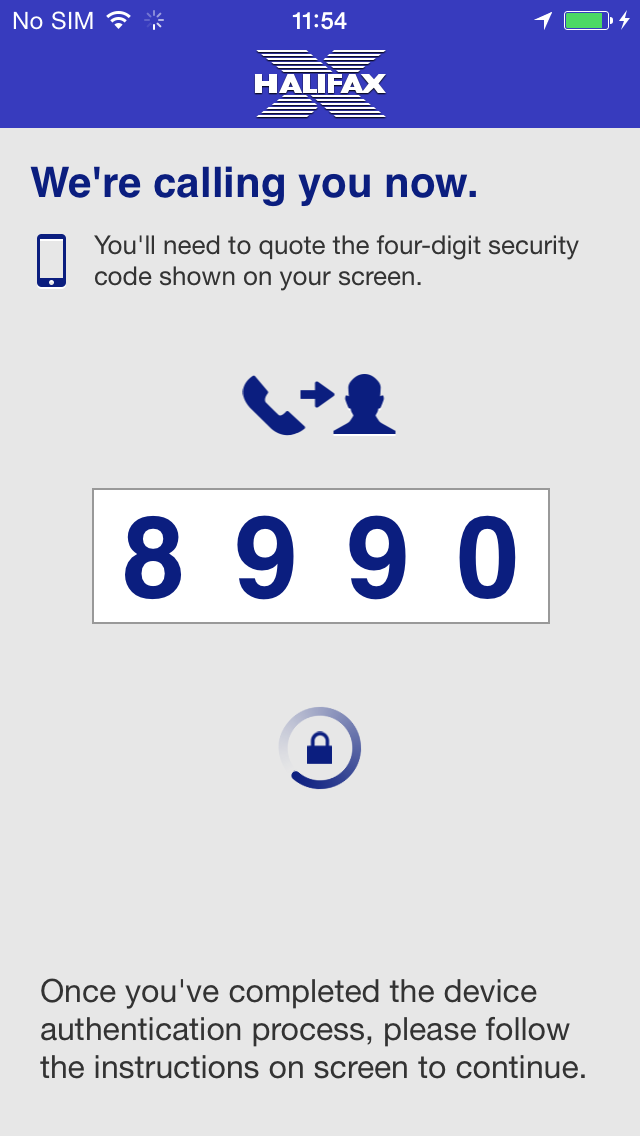 No SIM 11:54
HALIFAX
We're calling you now.
You'll need to quote the four-digit security
code shown on your screen.
8 9 9 0
Once you've completed the device
authentication process, please follow
the instructions on screen to continue.